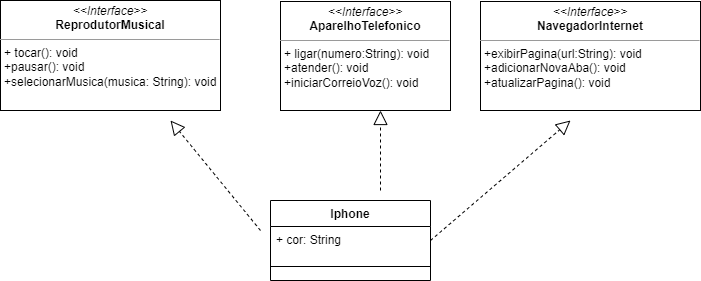 <<Interface>>
ReprodutorMusical
+ tocar(): void
+pausar(): void
+selecionarMusica(musica: String): void
<<Interface>>
AparelhoTelefonico
+ ligar(numero:String): void
+atender(): void
+iniciarCorreioVoz(): void
<<Interface>>
NavegadorInternet
+exibirPagina(url:String): void
+adicionarNovaAba(): void
+atualizarPagina(): void
Iphone
+ cor: String